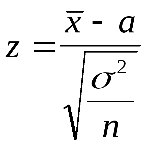 z = (x̅ - a) / √(σ² / n)